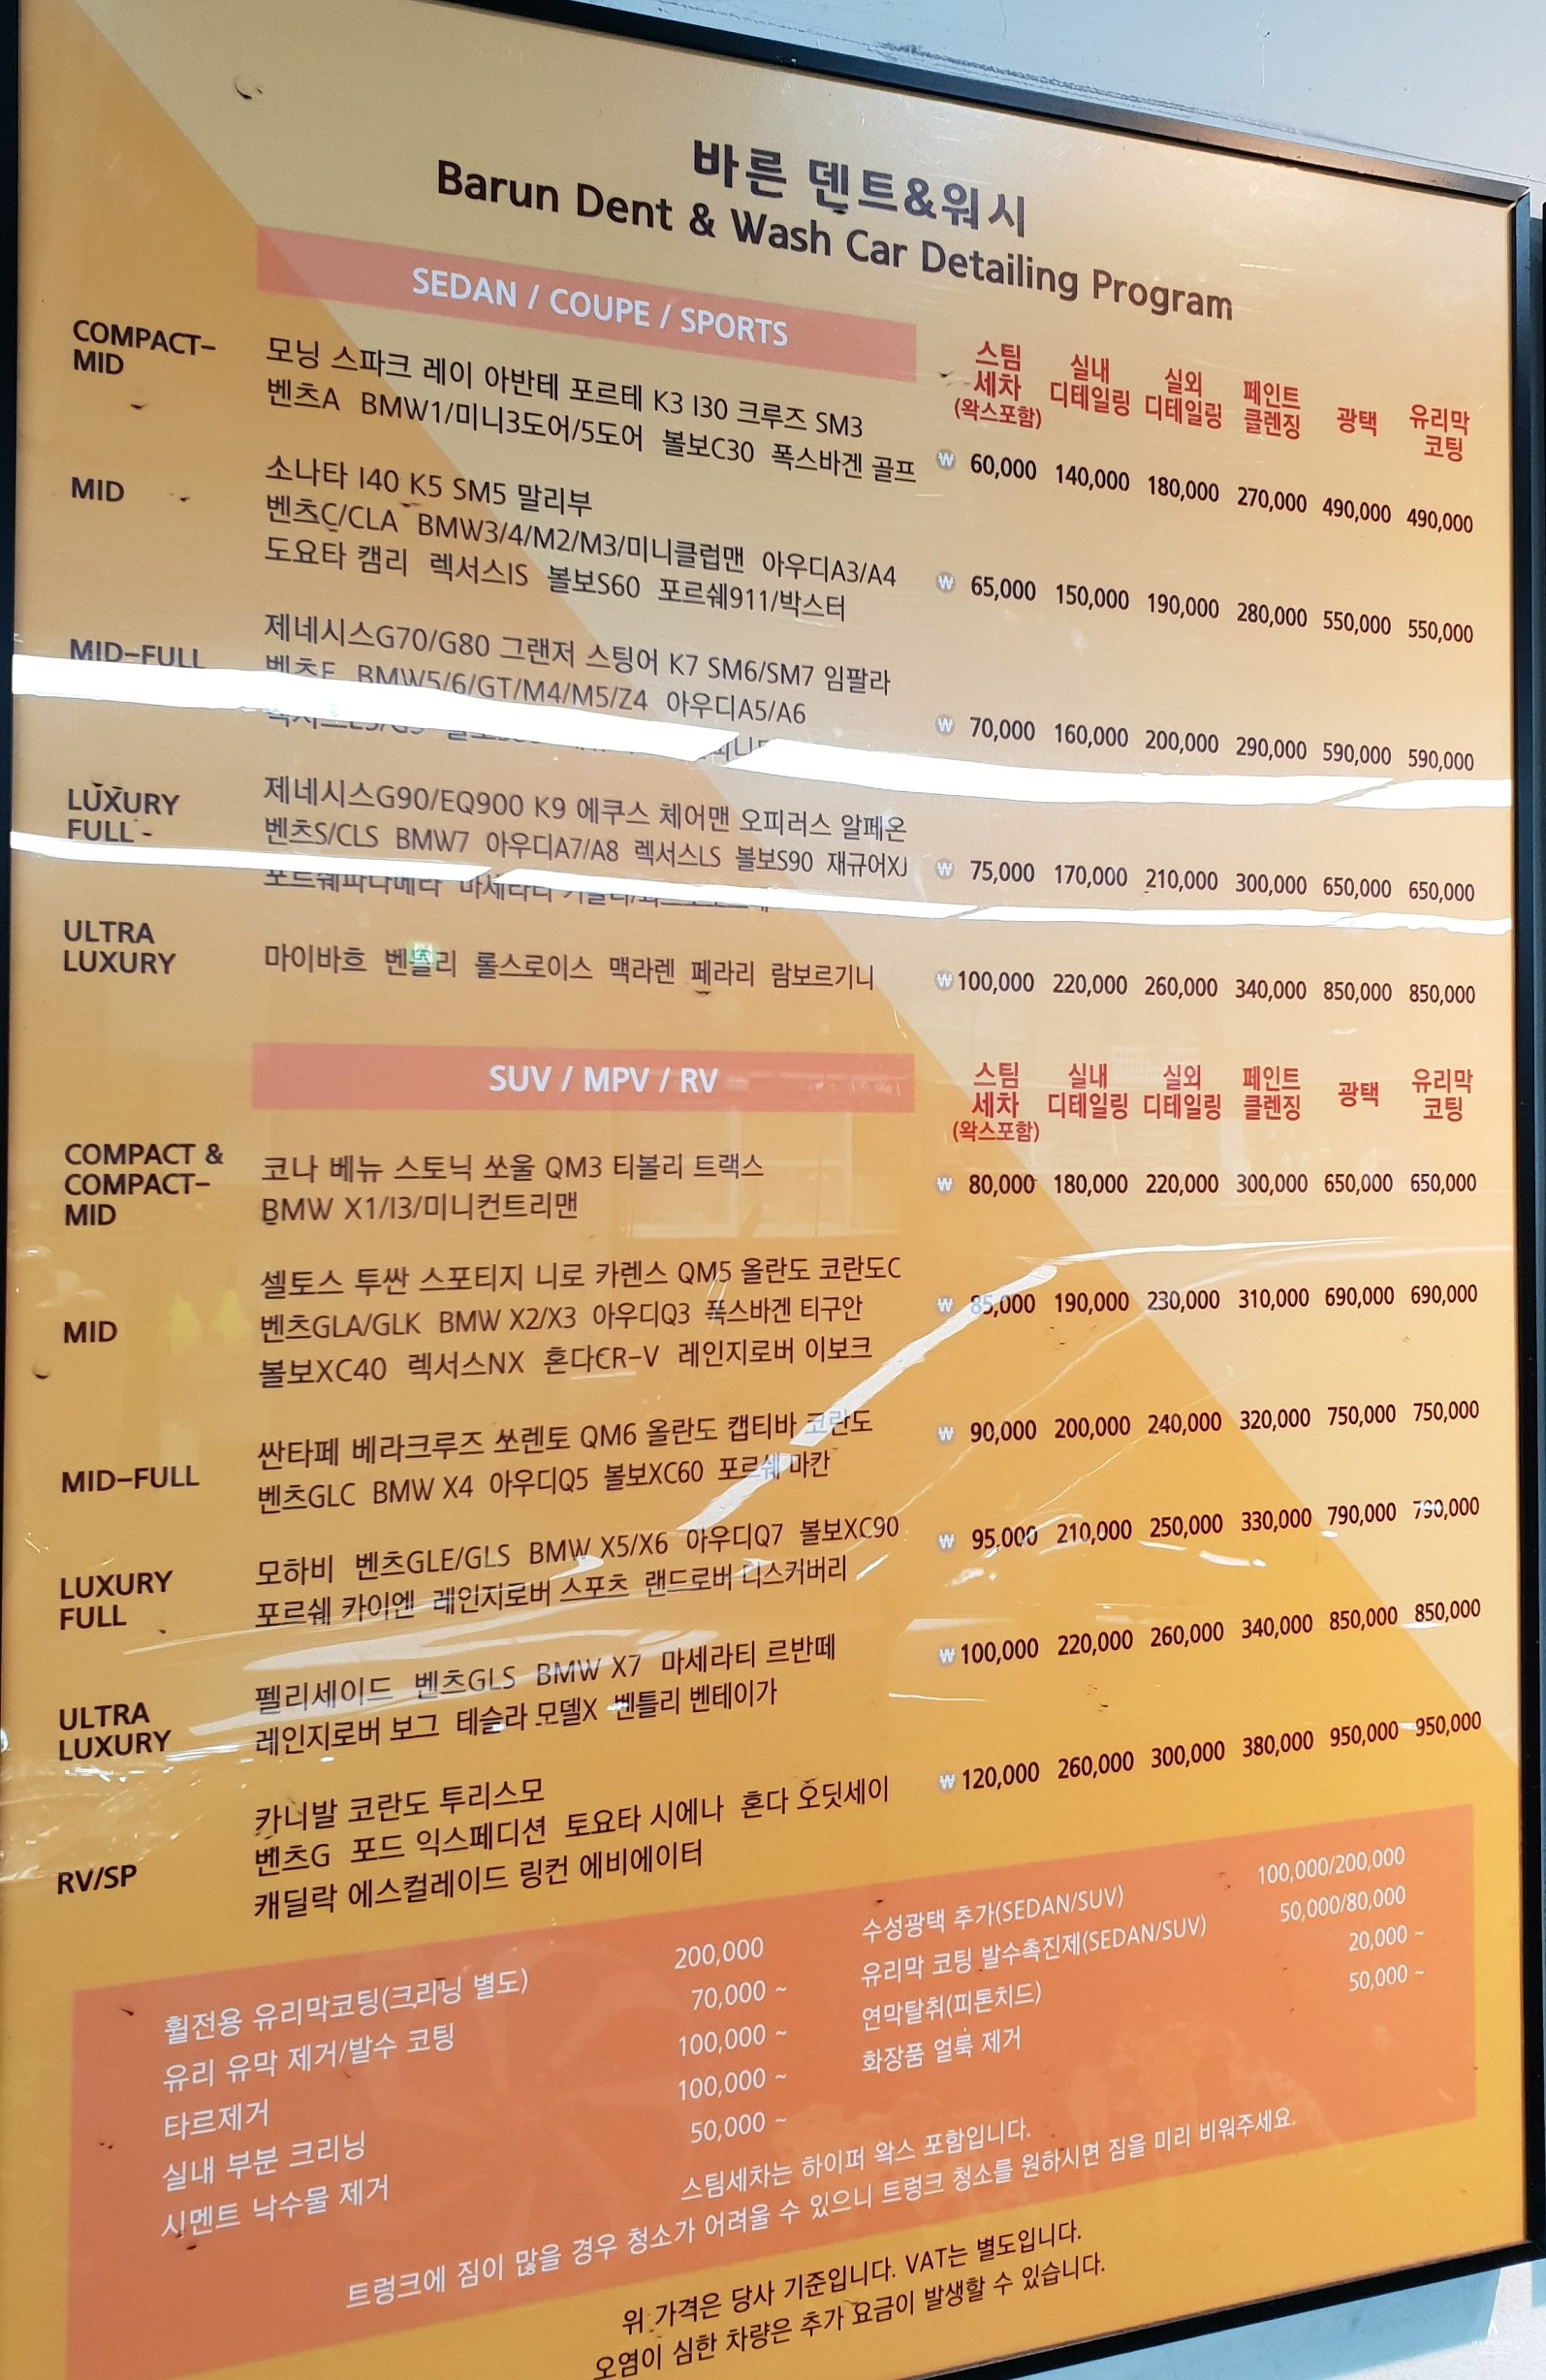 바른 덴트&워시
Barun Dent & Wash Car Detailing Program
SEDAN / COUPE / SPORTS
스팀 세차 (왁스포함) 실내 디테일링 실외 디테일링 페인트 클렌징 광택 유리막 코팅
COMPACT-
MID
모닝 스파크 레이 아반테 포르테 K3 I30 크루즈 SM3
벤츠A BMW1/미니3도어/5도어 볼보C30 폭스바겐 골프
₩ 60,000 140,000 180,000 270,000 490,000 490,000
MID
소나타 I40 K5 SM5 말리부
벤츠C/CLA BMW3/4/M2/M3/미니클럽맨 아우디A3/A4
도요타 캠리 렉서스IS 볼보S60 포르쉐911/박스터
₩ 65,000 150,000 190,000 280,000 550,000 550,000
MID-FULL
제네시스G70/G80 그랜저 스팅어 K7 SM6/SM7 임팔라
벤츠E BMW5/6/GT/M4/M5/Z4 아우디A5/A6
₩ 70,000 160,000 200,000 290,000 590,000 590,000
LUXURY
FULL
제네시스G90/EQ900 K9 에쿠스 체어맨 오피러스 알페온
벤츠S/CLS BMW7 아우디A7/A8 렉서스LS 볼보S90 재규어XJ
포르쉐파나메라 마세라티
₩ 75,000 170,000 210,000 300,000 650,000 650,000
ULTRA
LUXURY
마이바흐 벤틀리 롤스로이스 맥라렌 페라리 람보르기니
₩ 100,000 220,000 260,000 340,000 850,000 850,000
SUV / MPV / RV
스팀 세차 (왁스포함) 실내 디테일링 실외 디테일링 페인트 클렌징 광택 유리막 코팅
COMPACT &
COMPACT-
MID
코나 베뉴 스토닉 쏘울 QM3 티볼리 트랙스
BMW X1/I3/미니컨트리맨
₩ 80,000 180,000 220,000 300,000 650,000 650,000
MID
셀토스 투싼 스포티지 니로 카렌스 QM5 올란도 코란도C
벤츠GLA/GLK BMW X2/X3 아우디Q3 폭스바겐 티구안
볼보XC40 렉서스NX 혼다CR-V 레인지로버 이보크
₩ 85,000 190,000 230,000 310,000 690,000 690,000
MID-FULL
싼타페 베라크루즈 쏘렌토 QM6 올란도 캡티바 코란도
벤츠GLC BMW X4 아우디Q5 볼보XC60 포르쉐 마칸
₩ 90,000 200,000 240,000 320,000 750,000 750,000
LUXURY
FULL
모하비 벤츠GLE/GLS BMW X5/X6 아우디Q7 볼보XC90
포르쉐 카이엔 레인지로버 스포츠 랜드로버 디스커버리
₩ 95,000 210,000 250,000 330,000 790,000 790,000
ULTRA
LUXURY
펠리세이드 벤츠GLS BMW X7 마세라티 르반떼
레인지로버 보그 테슬라 모델X 벤틀리 벤테이가
₩ 100,000 220,000 260,000 340,000 850,000 850,000
RV/SP
카니발 코란도 투리스모
벤츠G 포드 익스페디션 토요타 시에나 혼다 오딧세이
캐딜락 에스컬레이드 링컨 에비에이터
₩ 120,000 260,000 300,000 380,000 950,000 950,000
휠전용 유리막코팅(크리닝 별도) 200,000
유리 유막 제거/발수 코팅 70,000 ~
타르제거 100,000 ~
실내 부분 크리닝 100,000 ~
시멘트 낙수물 제거 50,000 ~
수성광택 추가(SEDAN/SUV) 100,000/200,000
유리막 코팅 발수촉진제(SEDAN/SUV) 50,000/80,000
연막탈취(피톤치드) 20,000 ~
화장품 얼룩 제거 50,000 ~
스팀세차는 하이퍼 왁스 포함입니다.
트렁크에 짐이 많을 경우 청소가 어려울 수 있으니 트렁크 청소를 원하시면 짐을 미리 비워주세요.
위 가격은 당사 기준입니다. VAT는 별도입니다.
오염이 심한 차량은 추가 요금이 발생할 수 있습니다.